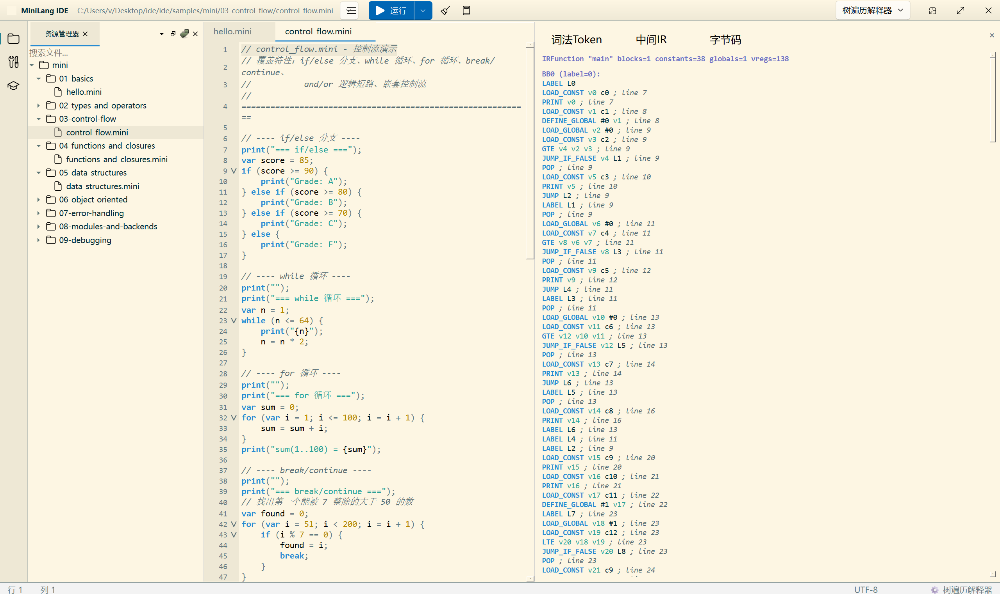 MiniLang IDE
C:/Users/v/Desktop/ide/ide/samples/mini/03-control-flow/control_flow.mini
运行
树遍历解释器
资源管理器
搜索文件...
mini
01-basics
hello.mini
02-types-and-operators
03-control-flow
control_flow.mini
04-functions-and-closures
functions_and_closures.mini
05-data-structures
data_structures.mini
06-object-oriented
07-error-handling
08-modules-and-backends
09-debugging
hello.mini
control_flow.mini
1 // control_flow.mini - 控制流演示
2 // 覆盖特性：if/else 分支、while 循环、for 循环、break/
continue、
3 //           and/or 逻辑短路、嵌套控制流
//
4 ==========================================================
==
5
6 // ---- if/else 分支 ----
7 print("=== if/else ===");
8 var score = 85;
9 if (score >= 90) {
10     print("Grade: A");
11 } else if (score >= 80) {
12     print("Grade: B");
13 } else if (score >= 70) {
14     print("Grade: C");
15 } else {
16     print("Grade: F");
17 }
18
19 // ---- while 循环 ----
20 print("");
21 print("=== while 循环 ===");
22 var n = 1;
23 while (n <= 64) {
24     print("{n}");
25     n = n * 2;
26 }
27
28 // ---- for 循环 ----
29 print("");
30 print("=== for 循环 ===");
31 var sum = 0;
32 for (var i = 1; i <= 100; i = i + 1) {
33     sum = sum + i;
34 }
35 print("sum(1..100) = {sum}");
36
37 // ---- break/continue ----
38 print("");
39 print("=== break/continue ===");
40 // 找出第一个能被 7 整除的大于 50 的数
41 var found = 0;
42 for (var i = 51; i < 200; i = i + 1) {
43     if (i % 7 == 0) {
44         found = i;
45         break;
46     }
47 }
词法Token
中间IR
字节码
IRFunction "main" blocks=1 constants=38 globals=1 vregs=138
BB0 (label=0):
LABEL L0
LOAD_CONST v0 c0 ; line 7
PRINT v0 ; line 7
LOAD_CONST v1 c1 ; line 8
DEFINE_GLOBAL #0 v1 ; line 8
LOAD_GLOBAL v2 #0 ; line 9
LOAD_CONST v3 c2 ; line 9
GTE v4 v2 v3 ; line 9
JUMP_IF_FALSE v4 L1 ; line 9
POP ; line 9
LOAD_CONST v5 c3 ; line 10
PRINT v5 ; line 10
JUMP L2 ; line 9
LABEL L1 ; line 9
POP ; line 9
LOAD_GLOBAL v6 #0 ; line 11
LOAD_CONST v7 c4 ; line 11
GTE v8 v6 v7 ; line 11
JUMP_IF_FALSE v8 L3 ; line 11
POP ; line 11
LOAD_CONST v9 c5 ; line 12
PRINT v9 ; line 12
JUMP L4 ; line 11
LABEL L3 ; line 11
POP ; line 11
LOAD_GLOBAL v10 #0 ; line 13
LOAD_CONST v11 c6 ; line 13
GTE v12 v10 v11 ; line 13
JUMP_IF_FALSE v12 L5 ; line 13
POP ; line 13
LOAD_CONST v13 c7 ; line 14
PRINT v13 ; line 14
JUMP L6 ; line 13
LABEL L5 ; line 13
POP ; line 13
LOAD_CONST v14 c8 ; line 16
PRINT v14 ; line 16
LABEL L6 ; line 13
LABEL L4 ; line 11
LABEL L2 ; line 9
LOAD_CONST v15 c9 ; line 20
PRINT v15 ; line 20
LOAD_CONST v16 c10 ; line 21
PRINT v16 ; line 21
LOAD_CONST v17 c11 ; line 22
DEFINE_GLOBAL #1 v17 ; line 22
LABEL L7 ; line 23
LOAD_GLOBAL v18 #1 ; line 23
LOAD_CONST v19 c12 ; line 23
LTE v20 v18 v19 ; line 23
JUMP_IF_FALSE v20 L8 ; line 23
POP ; line 23
LOAD_CONST v21 c9 ; line 24
行 1
列 1
UTF-8
树遍历解释器